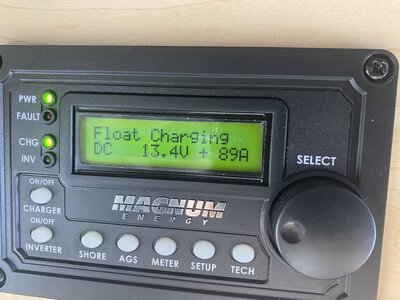 PWR
FAULT
CHG
INV
Float Charging
DC 13.4V + 89A
SELECT
ON/OFF
CHARGER
ON/OFF
INVERTER
MAGNUM
ENERGY
SHORE
AGS
METER
SETUP
TECH